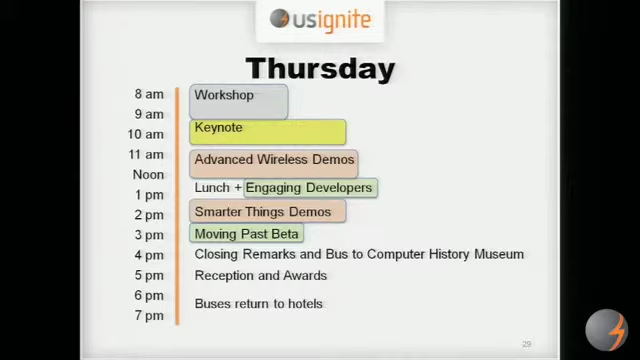 usignite
Thursday
8 am
Workshop
9 am
Keynote
10 am
11 am
Advanced Wireless Demos
Noon
Lunch + Engaging Developers
1 pm
2 pm
Smarter Things Demos
3 pm
Moving Past Beta
4 pm
Closing Remarks and Bus to Computer History Museum
5 pm
Reception and Awards
6 pm
Buses return to hotels
7 pm
29